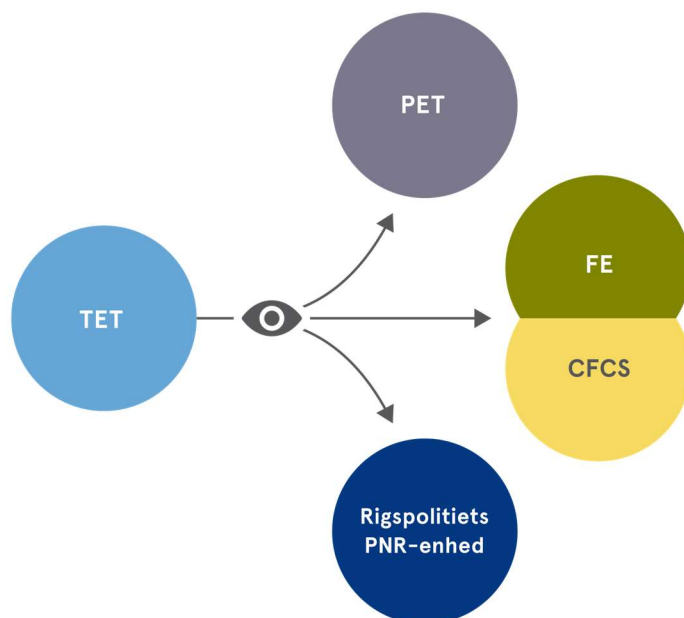 PET
FE
TET
CFCS
Rigspolitiets
PNR-enhed